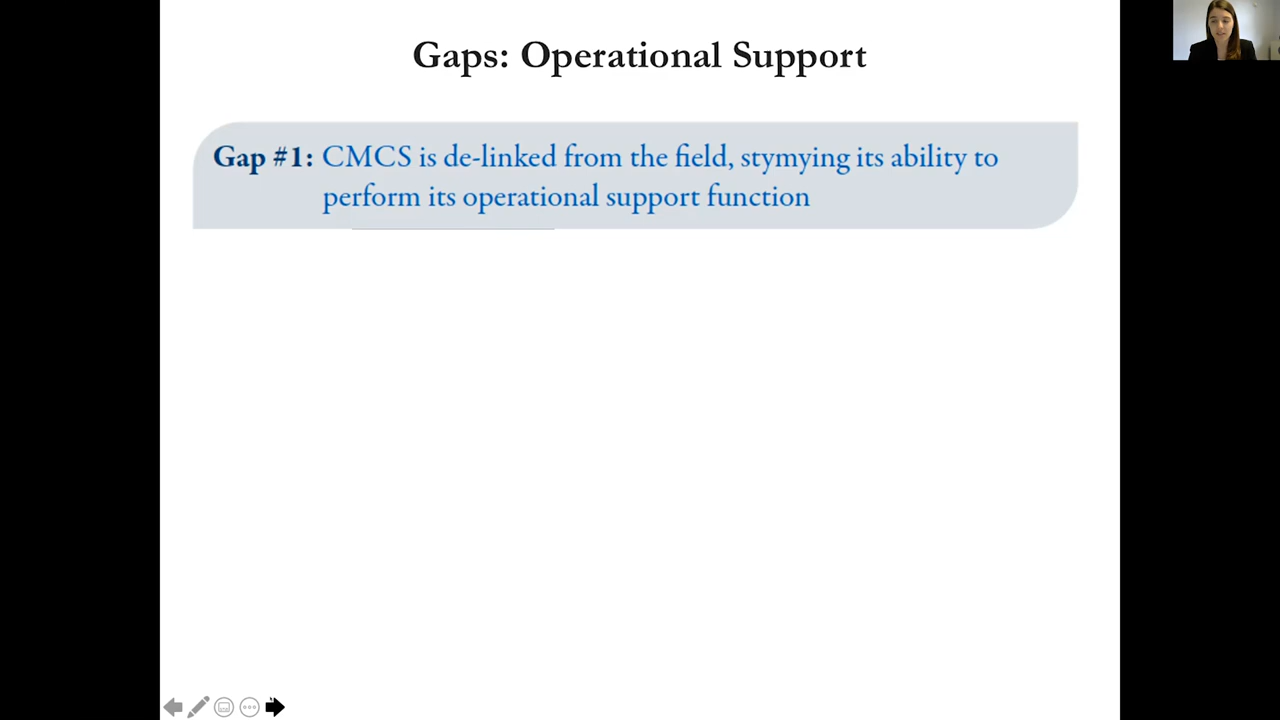 Gaps: Operational Support
Gap #1: CMCS is de-linked from the field, stymying its ability to
perform its operational support function